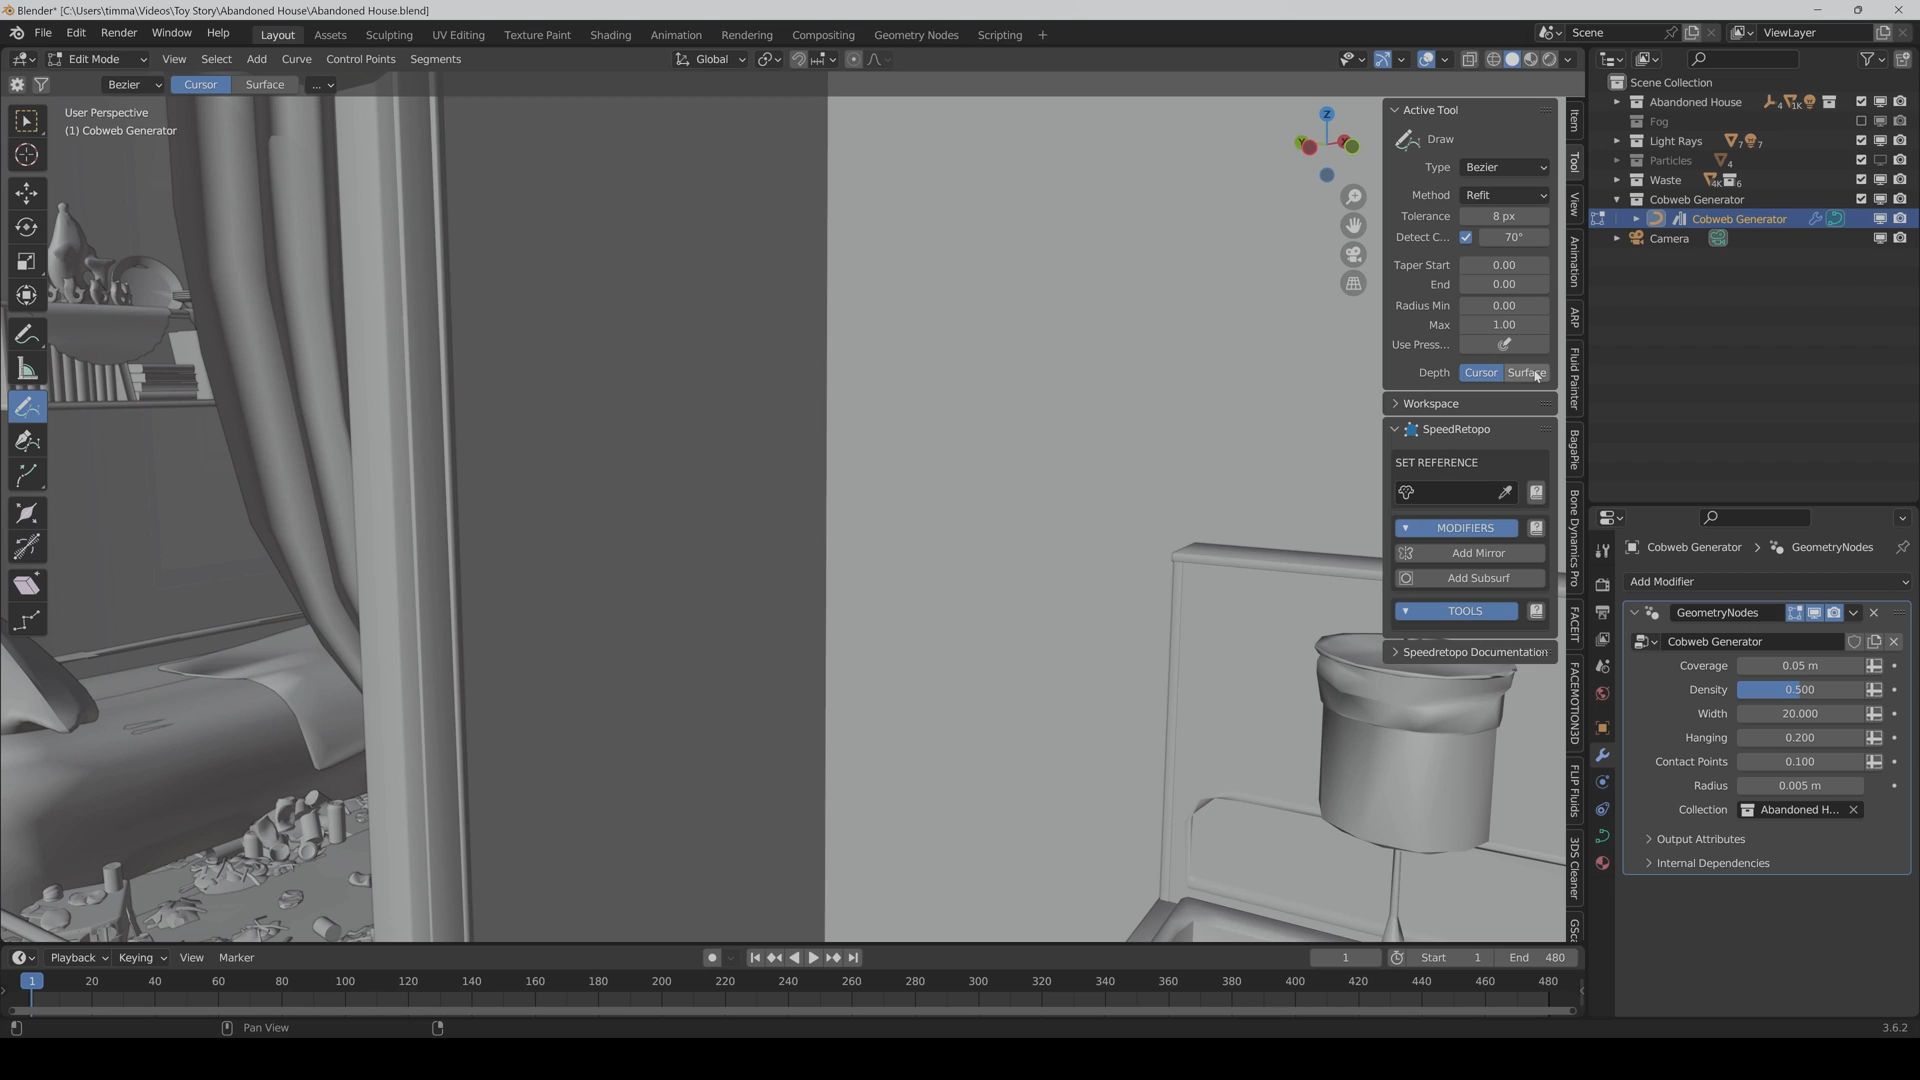 Blender* [C:\Users\timma\Videos\Toy Story\Abandoned House\Abandoned House.blend]
File Edit Render Window Help Layout Assets Sculpting UV Editing Texture Paint Shading Animation Rendering Compositing Geometry Nodes Scripting + Scene ViewLayer
Edit Mode View Select Add Curve Control Points Segments Global
Bezier Cursor Surface ...
User Perspective
(1) Cobweb Generator
Z
Y
Active Tool
Draw
Type Bezier
Method Refit
Tolerance 8 px
Detect C... 70°
Taper Start 0.00
End 0.00
Radius Min 0.00
Max 1.00
Use Press...
Depth Cursor Surface
Workspace
SpeedRetopo
SET REFERENCE
MODIFIERS
Add Mirror
Add Subsurf
TOOLS
Speedretopo Documentation
Item
Tool
View
Animation
ARP
Fluid Painter
BagaPie
Bone Dynamics Pro
FACEIT
FACEMOTION3D
FLIP Fluids
3DS Cleaner
GSca
Scene Collection
Abandoned House 4 1K
Fog
Light Rays 7 7
Particles 4
Waste 4K 6
Cobweb Generator
Cobweb Generator
Camera
Cobweb Generator > GeometryNodes
Add Modifier
GeometryNodes
Cobweb Generator
Coverage 0.05 m
Density 0.500
Width 20.000
Hanging 0.200
Contact Points 0.100
Radius 0.005 m
Collection Abandoned H...
Output Attributes
Internal Dependencies
Playback Keying View Marker 1 Start 1 End 480
1 20 40 60 80 100 120 140 160 180 200 220 240 260 280 300 320 340 360 380 400 420 440 460 480
Pan View 3.6.2